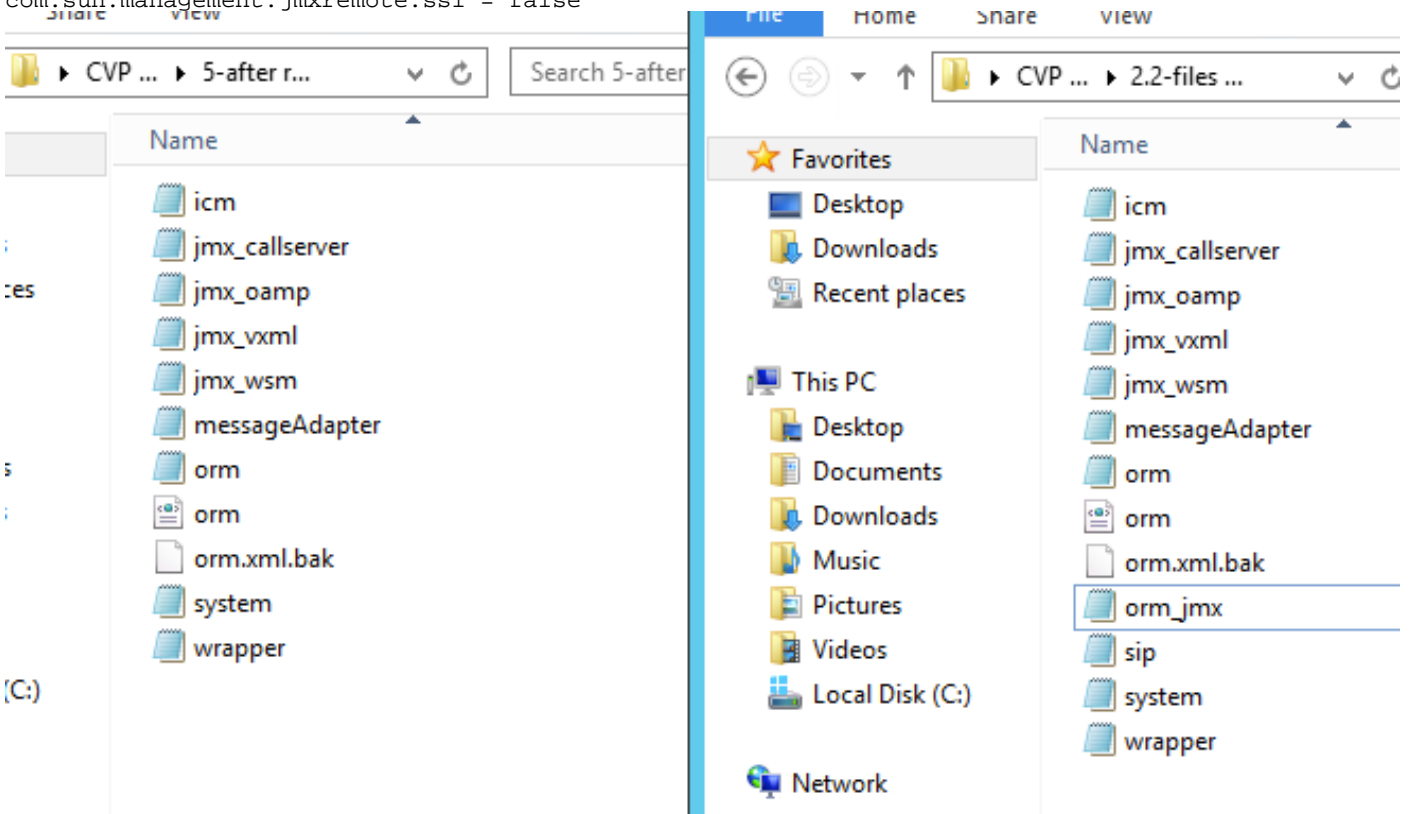 com.sun.management.jmxremote.ssl = false
Share View
CVP ... 5-after r... Search 5-after
Name
icm
jmx_callserver
ces
jmx_oamp
jmx_vxml
jmx_wsm
messageAdapter
s
orm
orm
orm.xml.bak
system
wrapper
(C:)
File Home Share View
CVP ... 2.2-files ...
Favorites
Desktop
Downloads
Recent places
This PC
Desktop
Documents
Downloads
Music
Pictures
Videos
Local Disk (C:)
Network
Name
icm
jmx_callserver
jmx_oamp
jmx_vxml
jmx_wsm
messageAdapter
orm
orm
orm.xml.bak
orm_jmx
sip
system
wrapper